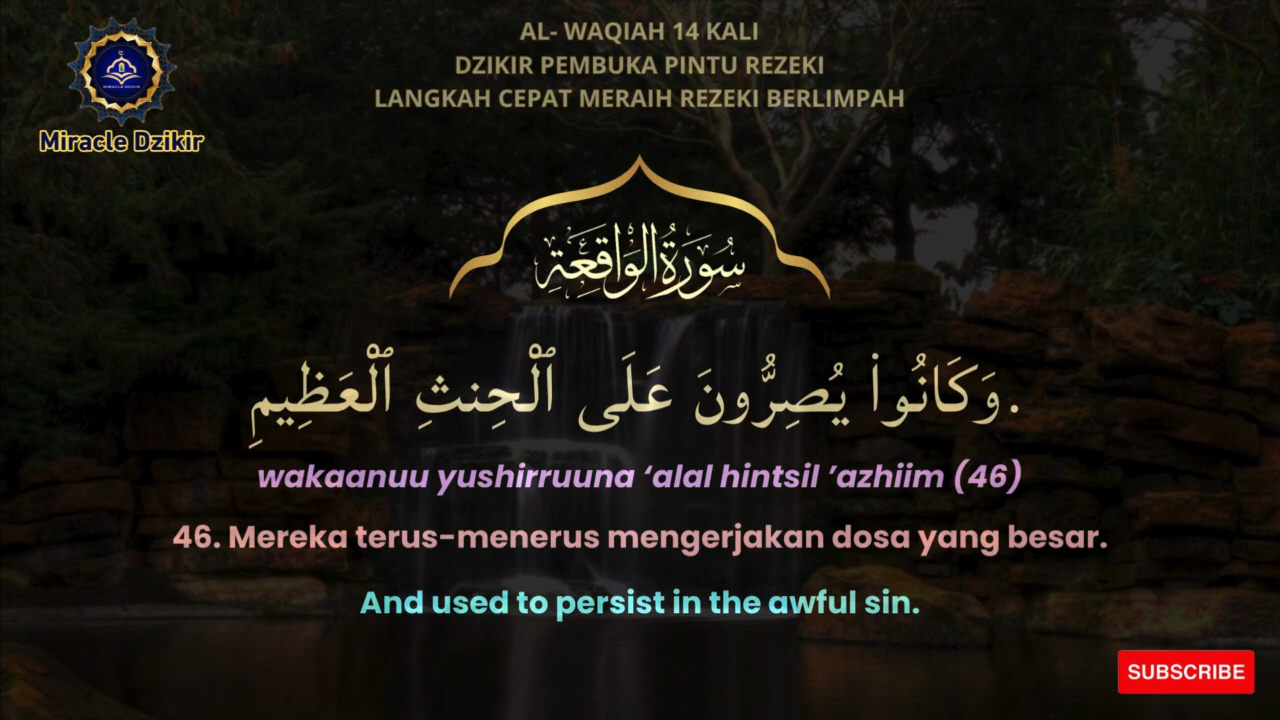 AL- WAQIAH 14 KALI
DZIKIR PEMBUKA PINTU REZEKI
LANGKAH CEPAT MERAIH REZEKI BERLIMPAH
Miracle Dzikir
سُورَةُ الْوَاقِعَةِ
وَكَانُوا۟ يُصِرُّونَ عَلَى ٱلْحِنثِ ٱلْعَظِيمِ.
wakaanuu yushirruuna ‘alal hintsil ’azhiim (46)
46. Mereka terus-menerus mengerjakan dosa yang besar.
And used to persist in the awful sin.
SUBSCRIBE